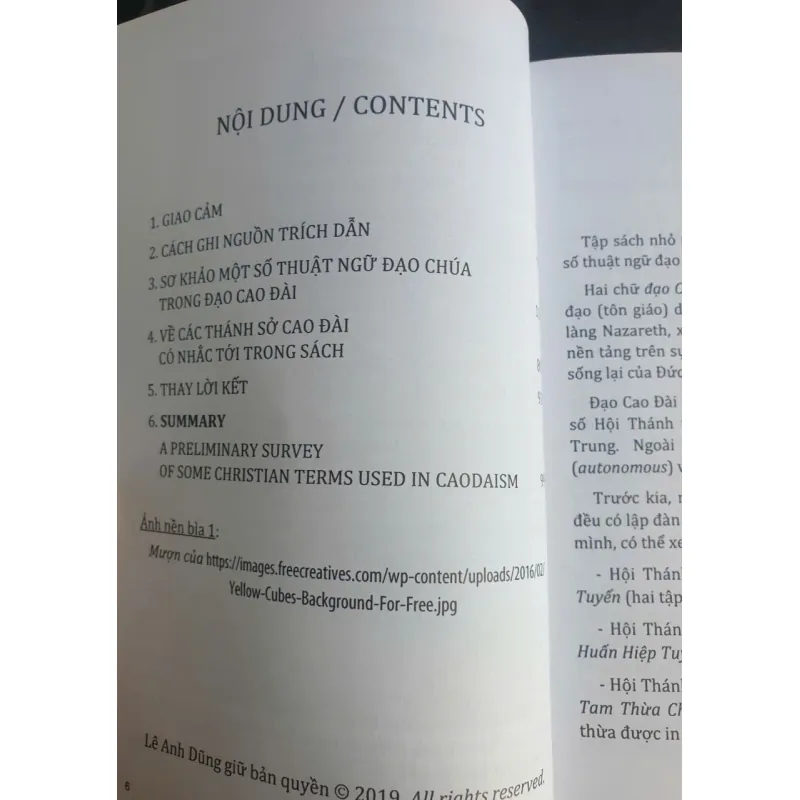 NỘI DUNG / CONTENTS
1. GIAO CẢM
2. CÁCH GHI NGUỒN TRÍCH DẪN
3. SƠ KHẢO MỘT SỐ THUẬT NGỮ ĐẠO CHÚA
TRONG ĐẠO CAO ĐÀI
4. VỀ CÁC THÁNH SỞ CAO ĐÀI
CÓ NHẮC TỚI TRONG SÁCH
5. THAY LỜI KẾT
6. SUMMARY
A PRELIMINARY SURVEY
OF SOME CHRISTIAN TERMS USED IN CAODAISM
Ảnh nền bìa 1:
Mượn của https://images.freecreatives.com/wp-content/uploads/2016/02/
Yellow-Cubes-Background-For-Free.jpg
Lê Anh Dũng giữ bản quyền © 2019. All rights reserved.
6
Tập sách nhỏ
số thuật ngữ đạo
Hai chữ đạo
đạo (tôn giáo)
làng Nazareth,
nền tảng trên
sống lại của
Đạo Cao Đài
số Hội Thánh
Trung. Ngoài
(autonomous)
Trước kia,
đều có lập đàn
mình, có thể
- Hội
Tuyển (hai tập
- Hội
Huấn Hiệp
- Hội
Tam Thừa
thừa được in